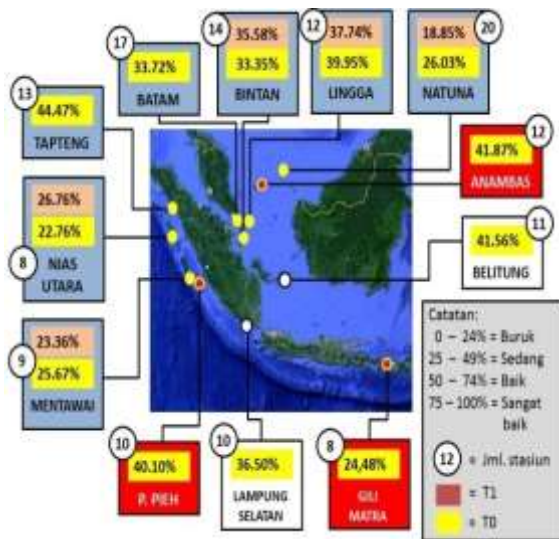 17
33.72%
BATAM
14
35.58%
33.35%
BINTAN
12
37.74%
39.95%
LINGGA
20
18.85%
26.03%
NATUNA
13
44.47%
TAPTENG
12
41.87%
ANAMBAS
26.76%
22.76%
8
NIAS
UTARA
11
41.56%
BELITUNG
23.36%
25.67%
9
MENTAWAI
10
40.10%
P. PIEH
10
36.50%
LAMPUNG
SELATAN
8
24,48%
GILI
MATRA
Catatan:
0 – 24% = Buruk
25 – 49% = Sedang
50 – 74% = Baik
75 – 100% = Sangat
baik
12 = Jml. stasiun
= T1
= T0